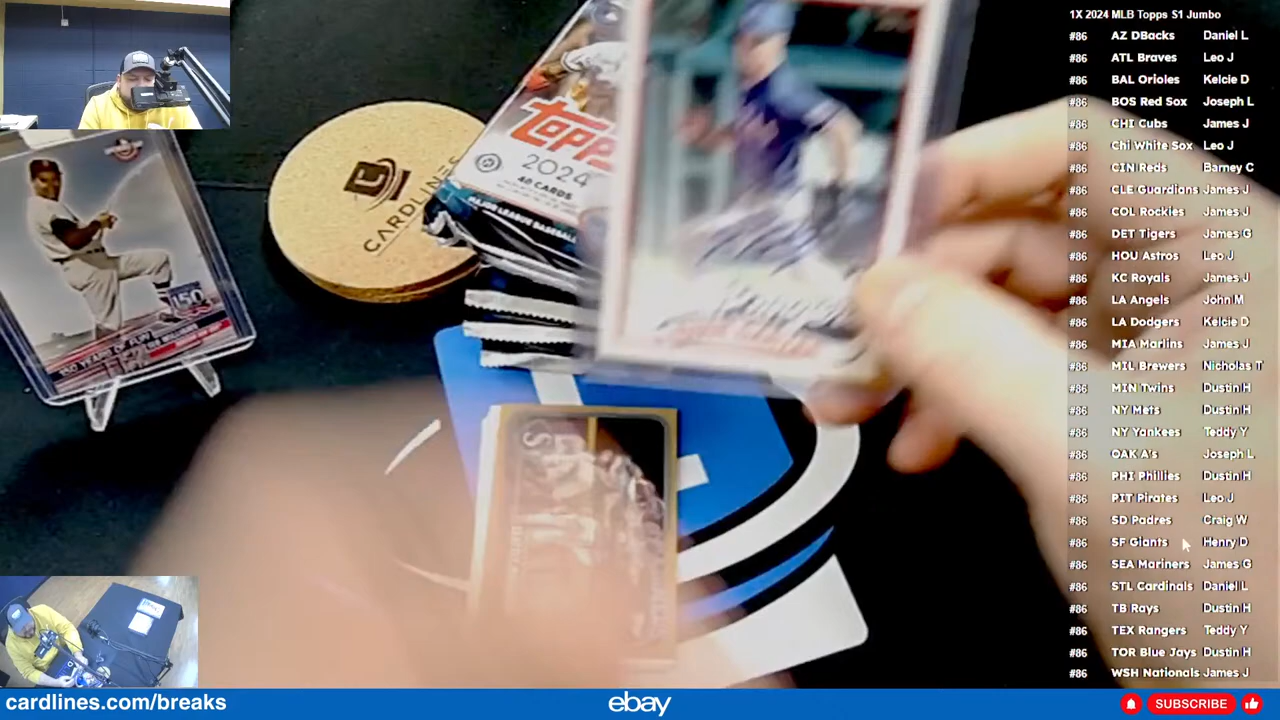 1X 2024 MLB Topps S1 Jumbo
#86 AZ DBacks Daniel L
#86 ATL Braves Leo J
#86 BAL Orioles Kelcie D
#86 BOS Red Sox Joseph L
#86 CHI Cubs James J
#86 Chi White Sox Leo J
#86 CIN Reds Barney C
#86 CLE Guardians James J
#86 COL Rockies James J
#86 DET Tigers James G
#86 HOU Astros Leo J
#86 KC Royals James J
#86 LA Angels John M
#86 LA Dodgers Kelcie D
#86 MIA Marlins James J
#86 MIL Brewers Nicholas T
#86 MIN Twins Dustin H
#86 NY Mets Dustin H
#86 NY Yankees Teddy Y
#86 OAK A's Joseph L
#86 PHI Phillies Dustin H
#86 PIT Pirates Leo J
#86 SD Padres Craig W
#86 SF Giants Henry D
#86 SEA Mariners James G
#86 STL Cardinals Daniel L
#86 TB Rays Dustin H
#86 TEX Rangers Teddy Y
#86 TOR Blue Jays Dustin H
#86 WSH Nationals James J
TOPPS
2024
40 CARDS
MAJOR LEAGUE BASEBALL
CARDLINES
150
150 YEARS OF FUN
cardlines.com/breaks
ebay
SUBSCRIBE